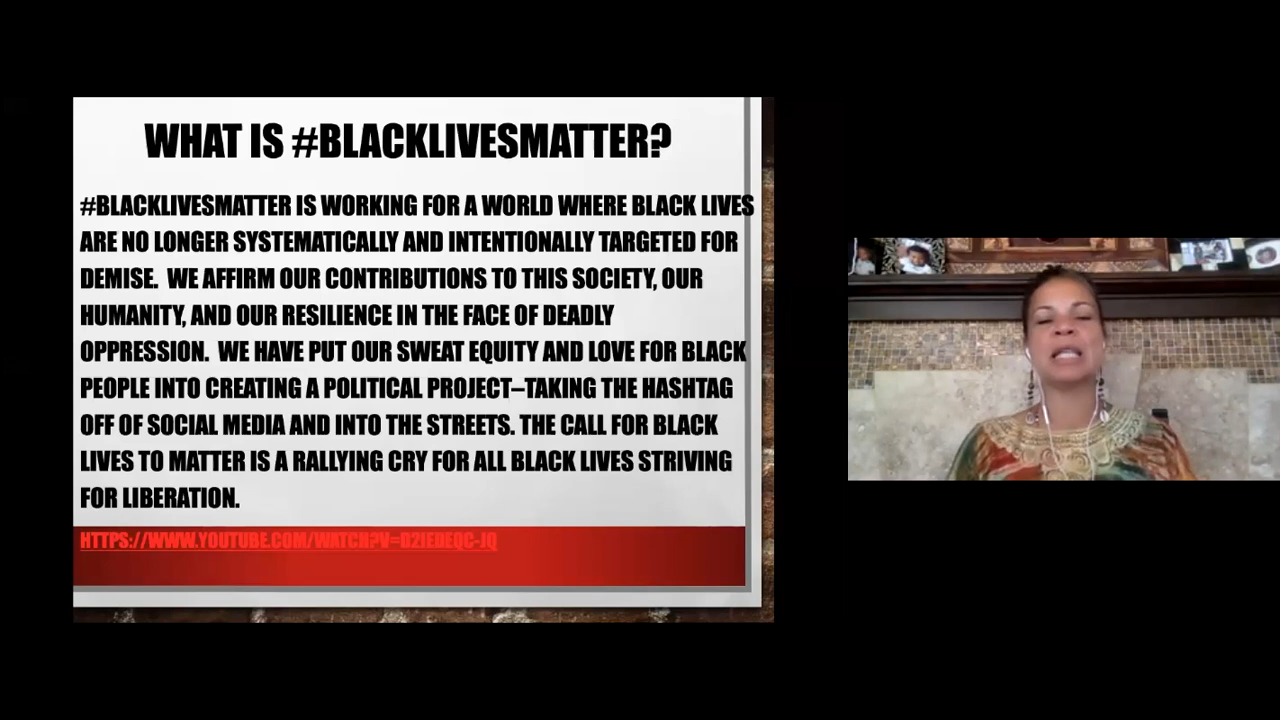 WHAT IS #BLACKLIVESMATTER?
#BLACKLIVESMATTER IS WORKING FOR A WORLD WHERE BLACK LIVES
ARE NO LONGER SYSTEMATICALLY AND INTENTIONALLY TARGETED FOR
DEMISE. WE AFFIRM OUR CONTRIBUTIONS TO THIS SOCIETY, OUR
HUMANITY, AND OUR RESILIENCE IN THE FACE OF DEADLY
OPPRESSION. WE HAVE PUT OUR SWEAT EQUITY AND LOVE FOR BLACK
PEOPLE INTO CREATING A POLITICAL PROJECT–TAKING THE HASHTAG
OFF OF SOCIAL MEDIA AND INTO THE STREETS. THE CALL FOR BLACK
LIVES TO MATTER IS A RALLYING CRY FOR ALL BLACK LIVES STRIVING
FOR LIBERATION.